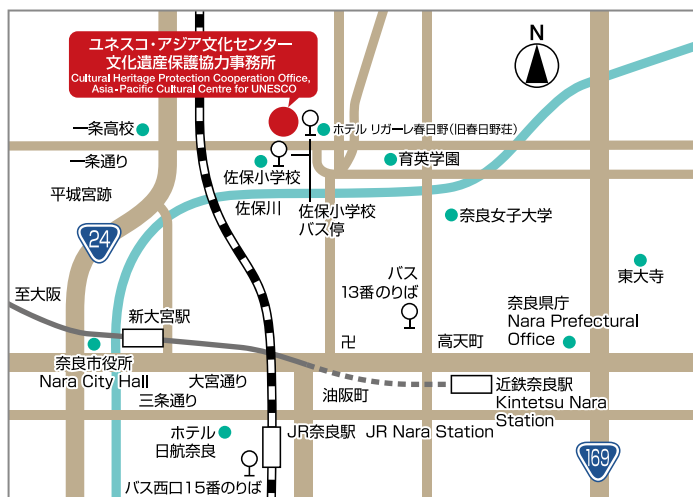 ユネスコ・アジア文化センター
文化遺産保護協力事務所
Cultural Heritage Protection Cooperation Office,
Asia-Pacific Cultural Centre for UNESCO
N
一条高校
ホテル リガーレ春日野(旧春日野荘)
一条通り
佐保小学校
育英学園
平城宮跡
佐保川
佐保小学校
バス停
奈良女子大学
24
バス
13番のりば
東大寺
至大阪
新大宮駅
奈良県庁
Nara Prefectural
Office
卍
高天町
奈良市役所
Nara City Hall
大宮通り
三条通り
油阪町
近鉄奈良駅
Kintetsu Nara
Station
ホテル
日航奈良
JR奈良駅 JR Nara Station
169
バス西口15番のりば